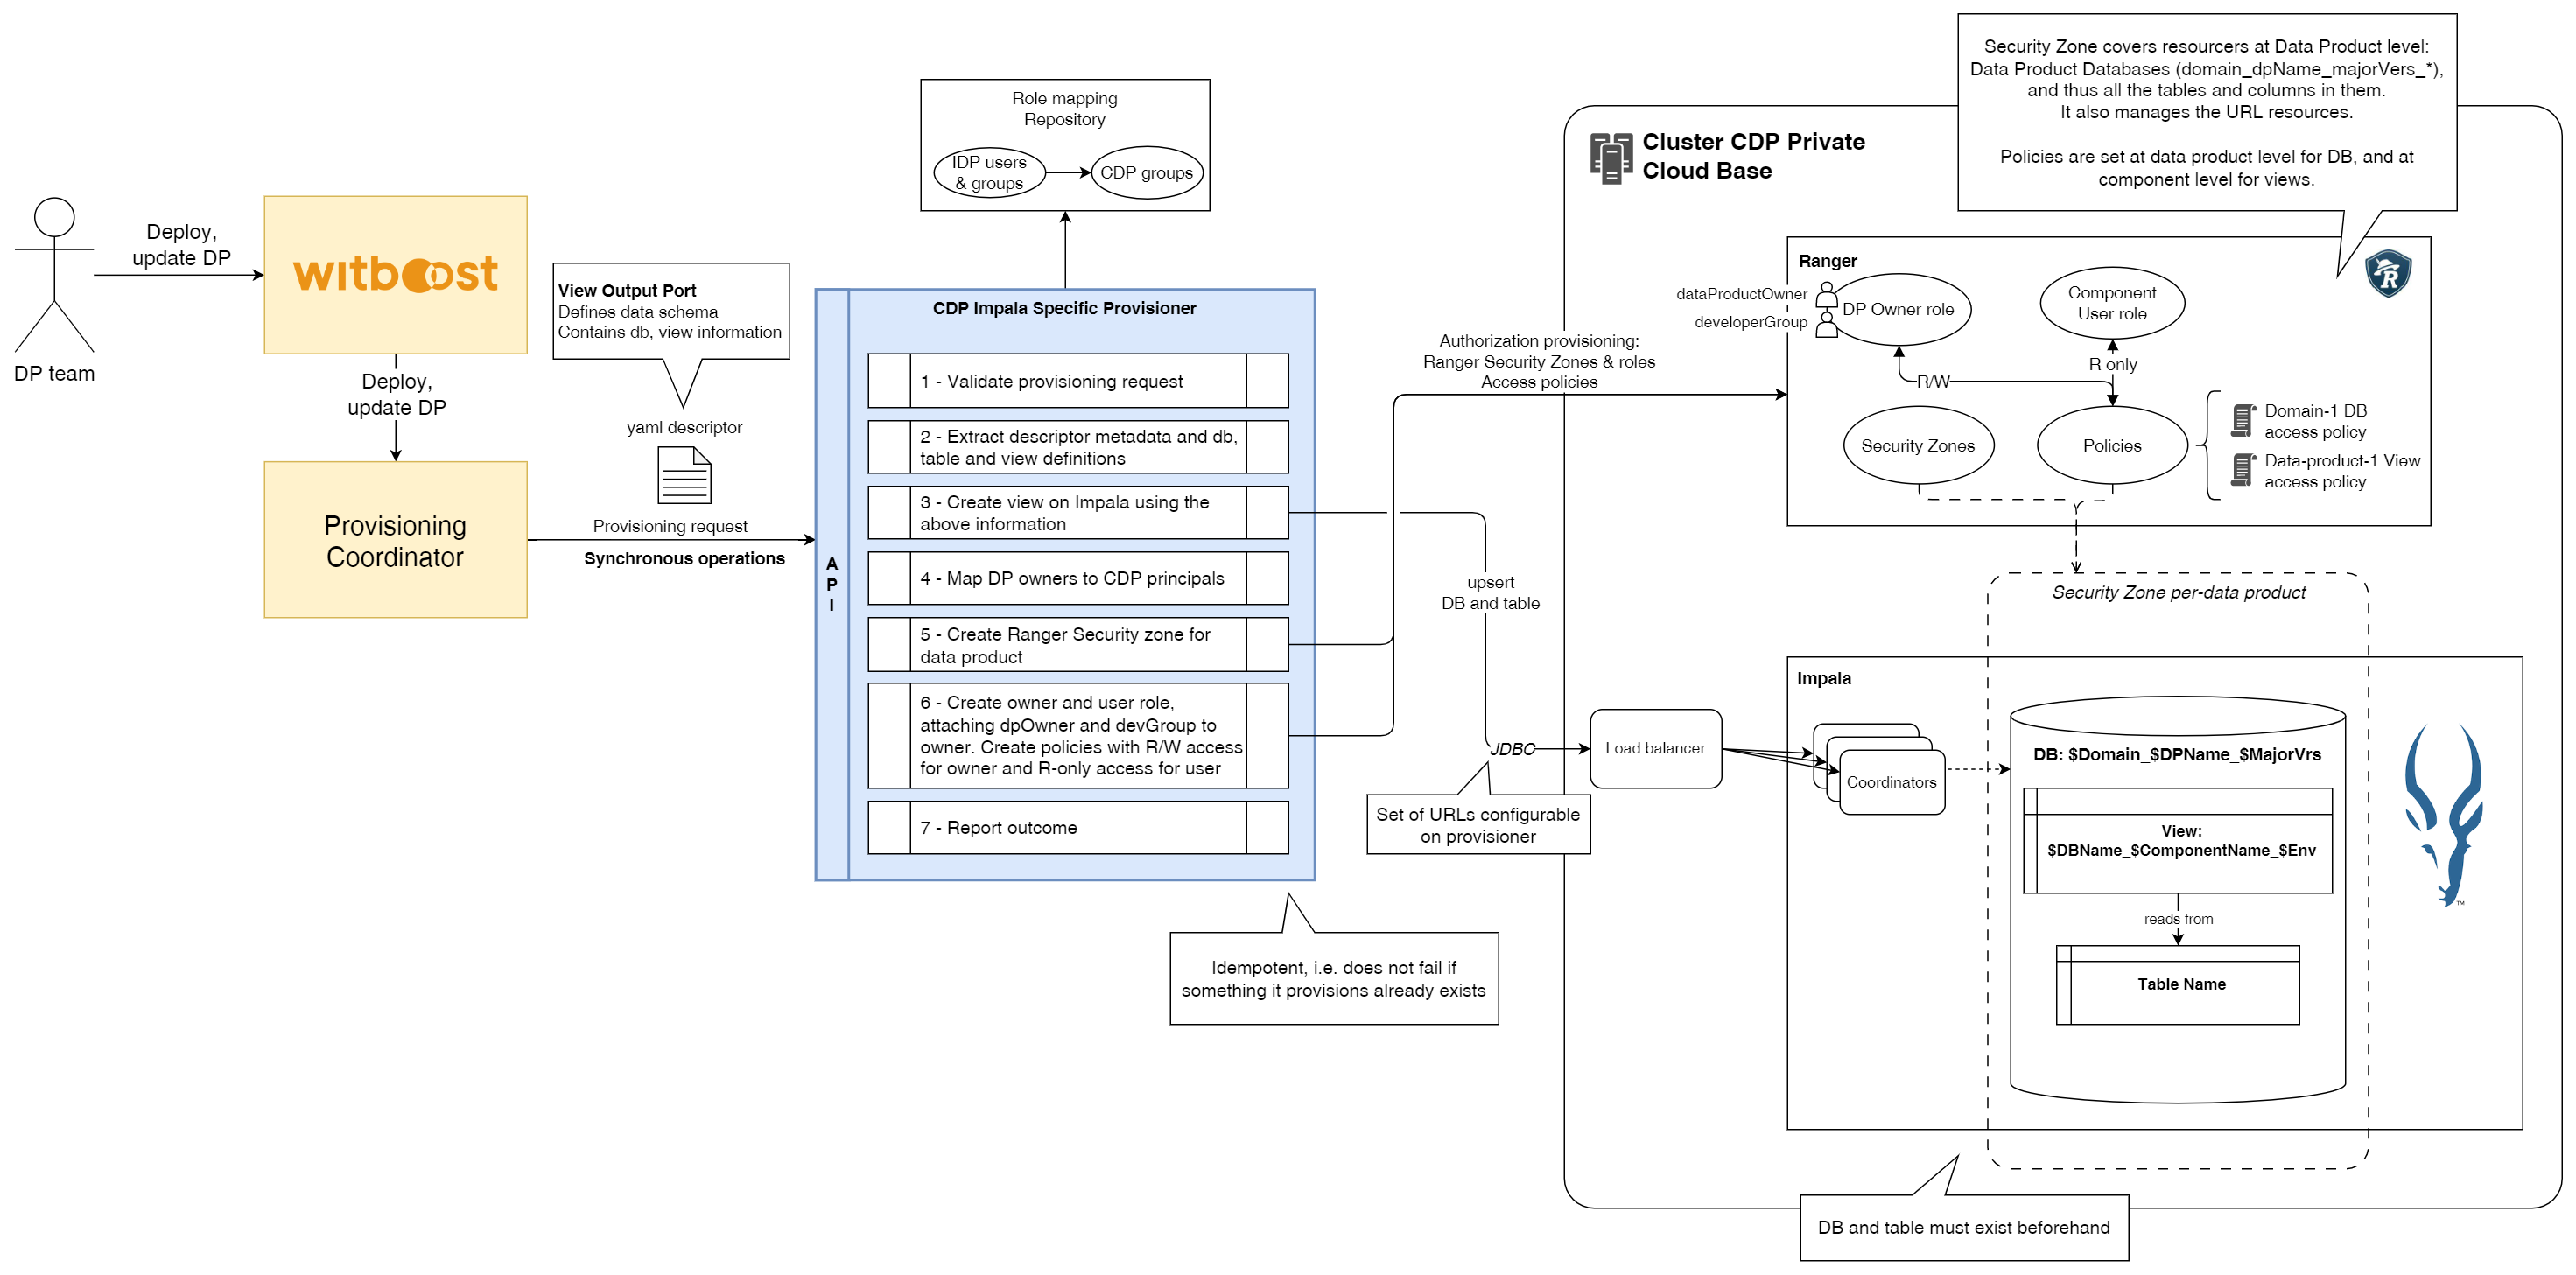 Security Zone covers resourcers at Data Product level:
Data Product Databases (domain_dpName_majorVers_*),
and thus all the tables and columns in them.
It also manages the URL resources.
Policies are set at data product level for DB, and at
component level for views.
Role mapping
Repository
IDP users
& groups
CDP groups
Cluster CDP Private
Cloud Base
DP team
Deploy,
update DP
witboost
Deploy,
update DP
Provisioning
Coordinator
View Output Port
Defines data schema
Contains db, view information
yaml descriptor
Provisioning request
Synchronous operations
A
P
I
CDP Impala Specific Provisioner
1 - Validate provisioning request
2 - Extract descriptor metadata and db,
table and view definitions
3 - Create view on Impala using the
above information
4 - Map DP owners to CDP principals
5 - Create Ranger Security zone for
data product
6 - Create owner and user role,
attaching dpOwner and devGroup to
owner. Create policies with R/W access
for owner and R-only access for user
7 - Report outcome
Idempotent, i.e. does not fail if
something it provisions already exists
Authorization provisioning:
Ranger Security Zones & roles
Access policies
upsert
DB and table
JDBC
Set of URLs configurable
on provisioner
Ranger
R
dataProductOwner
developerGroup
DP Owner role
Component
User role
R/W
R only
Security Zones
Policies
Domain-1 DB
access policy
Data-product-1 View
access policy
Security Zone per-data product
Impala
Load balancer
Coordinators
DB: $Domain_$DPName_$MajorVrs
View:
$DBName_$ComponentName_$Env
reads from
Table Name
TM
DB and table must exist beforehand